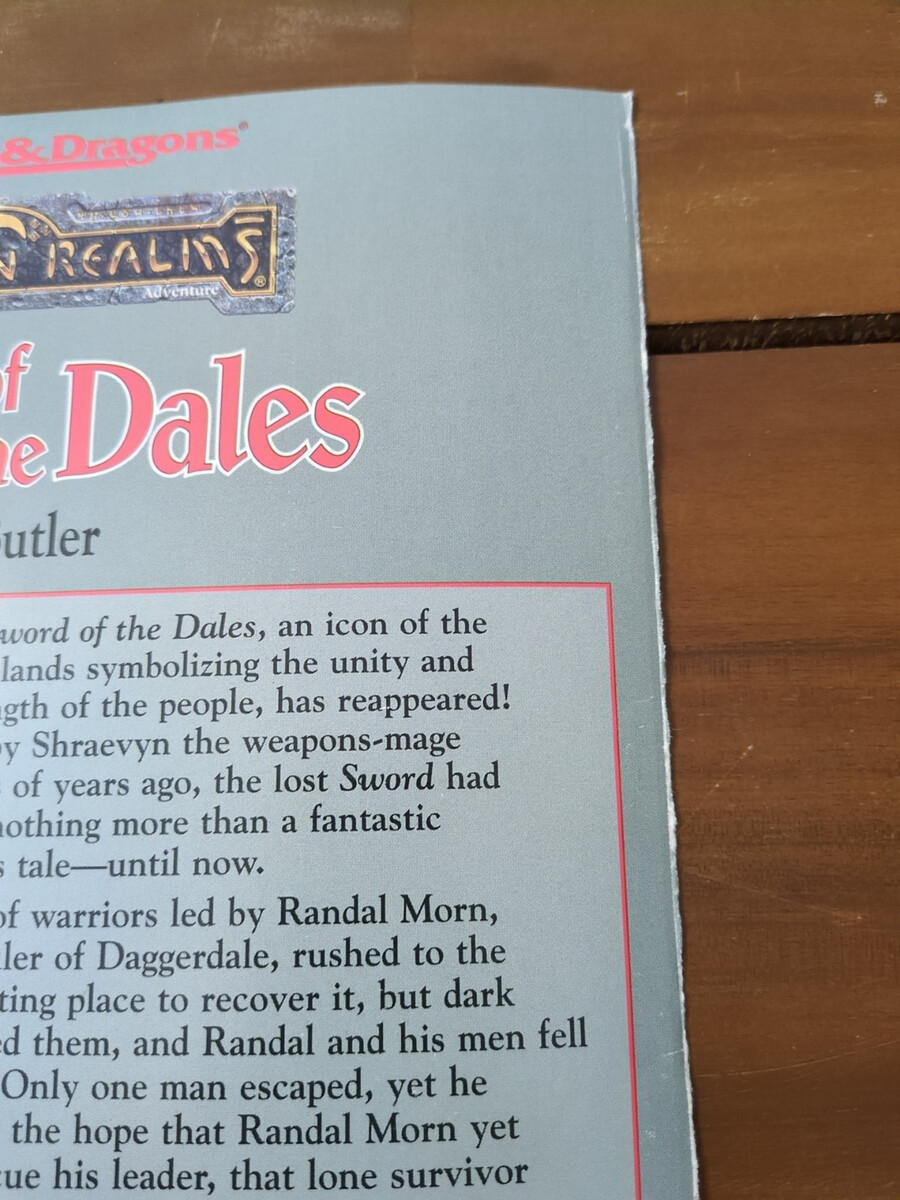 & Dragons®
REALMS®
Adventure
of
Dales
word of the Dales, an icon of the
lands symbolizing the unity and
gth of the people, has reappeared!
by Shraevyn the weapons-mage
of years ago, the lost Sword had
nothing more than a fantastic
s tale—until now.
of warriors led by Randal Morn,
ler of Daggerdale, rushed to the
ting place to recover it, but dark
ed them, and Randal and his men fell
Only one man escaped, yet he
the hope that Randal Morn yet
cue his leader, that lone survivor